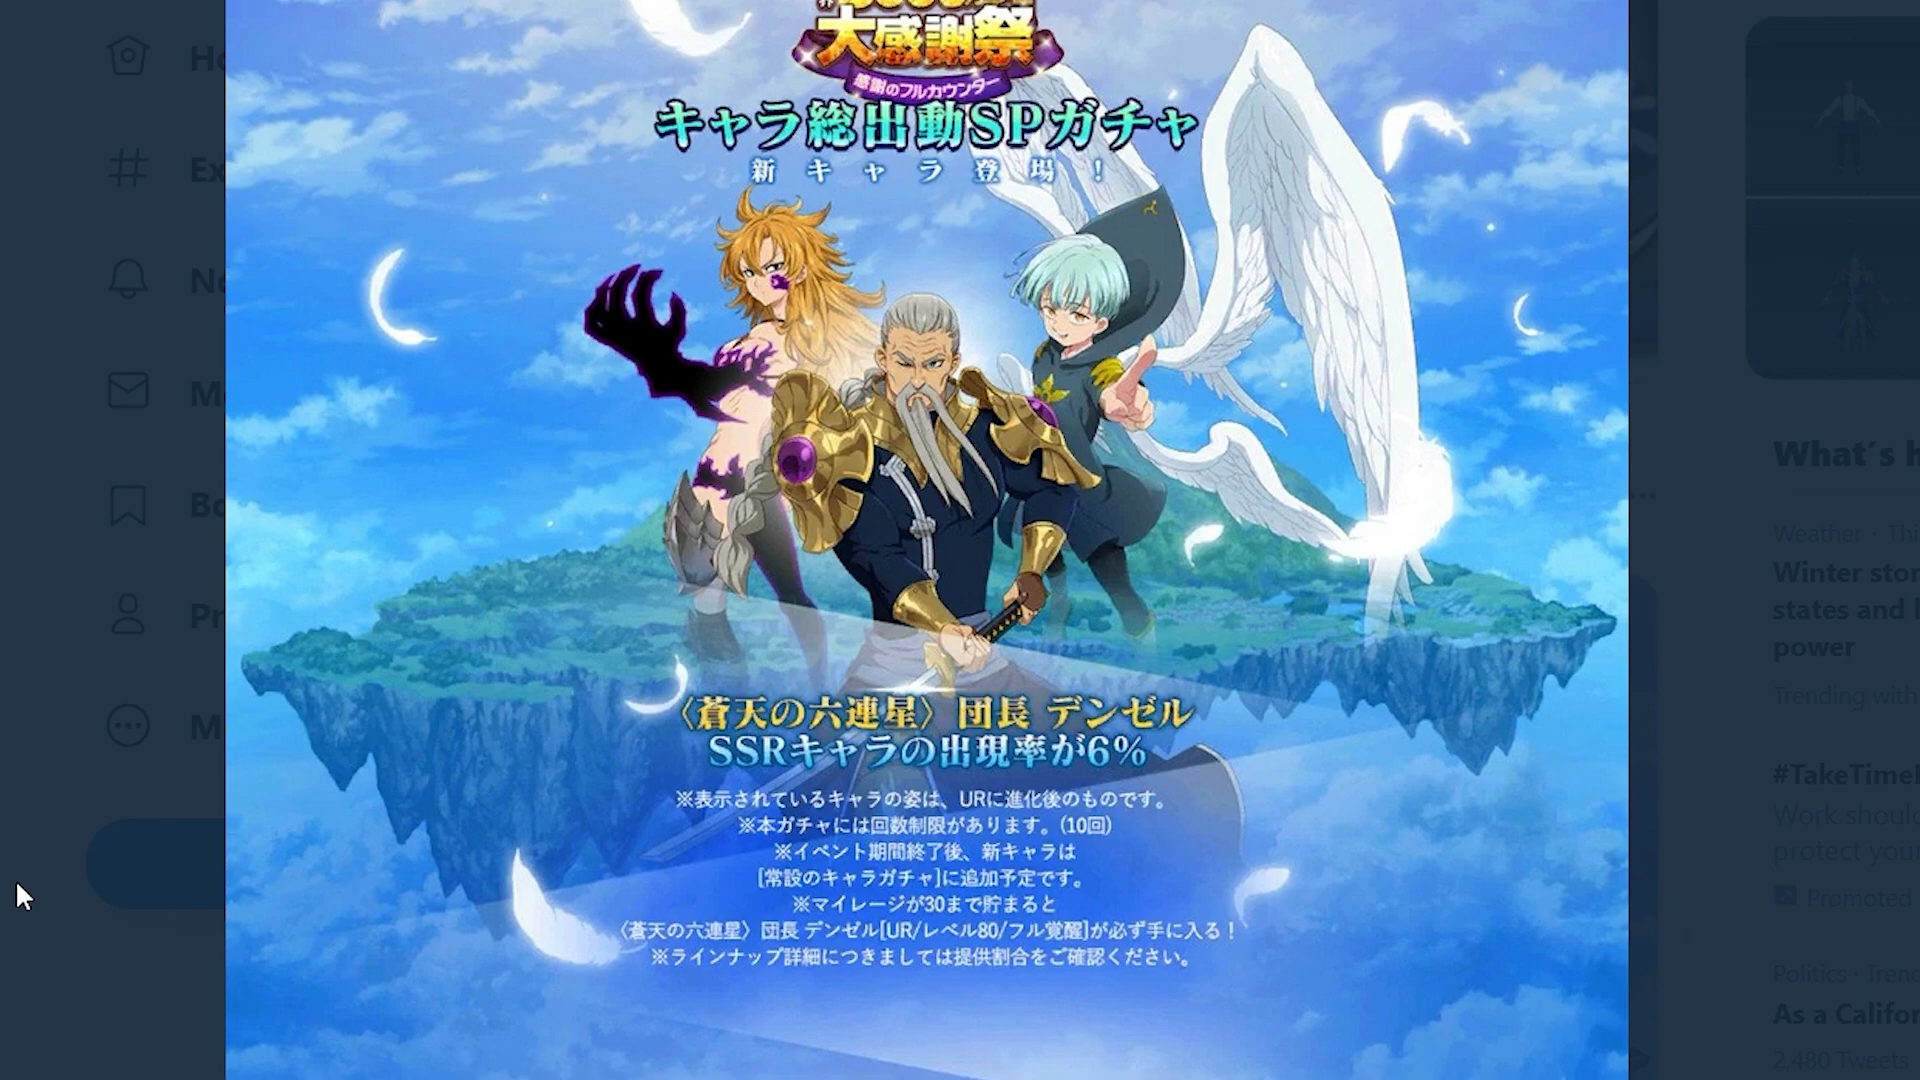 大感謝祭
感謝のフルカウンター
キャラ総出動SPガチャ
新キャラ登場!
〈蒼天の六連星〉団長 デンゼル
SSRキャラの出現率が6%
※表示されているキャラの姿は、URに進化後のものです。
※本ガチャには回数制限があります。(10回)
※イベント期間終了後、新キャラは
[常設のキャラガチャ]に追加予定です。
※マイレージが30まで貯まると
〈蒼天の六連星〉団長 デンゼル[UR/レベル80/フル覚醒]が必ず手に入る!
※ラインナップ詳細につきましては提供割合をご確認ください。
What's h
Weather · Thi
Winter stor
states and
power
Trending with
#TakeTime
Work should
protect your
Promoted
Politics · Tren
As a Califor
2,480 Tweets